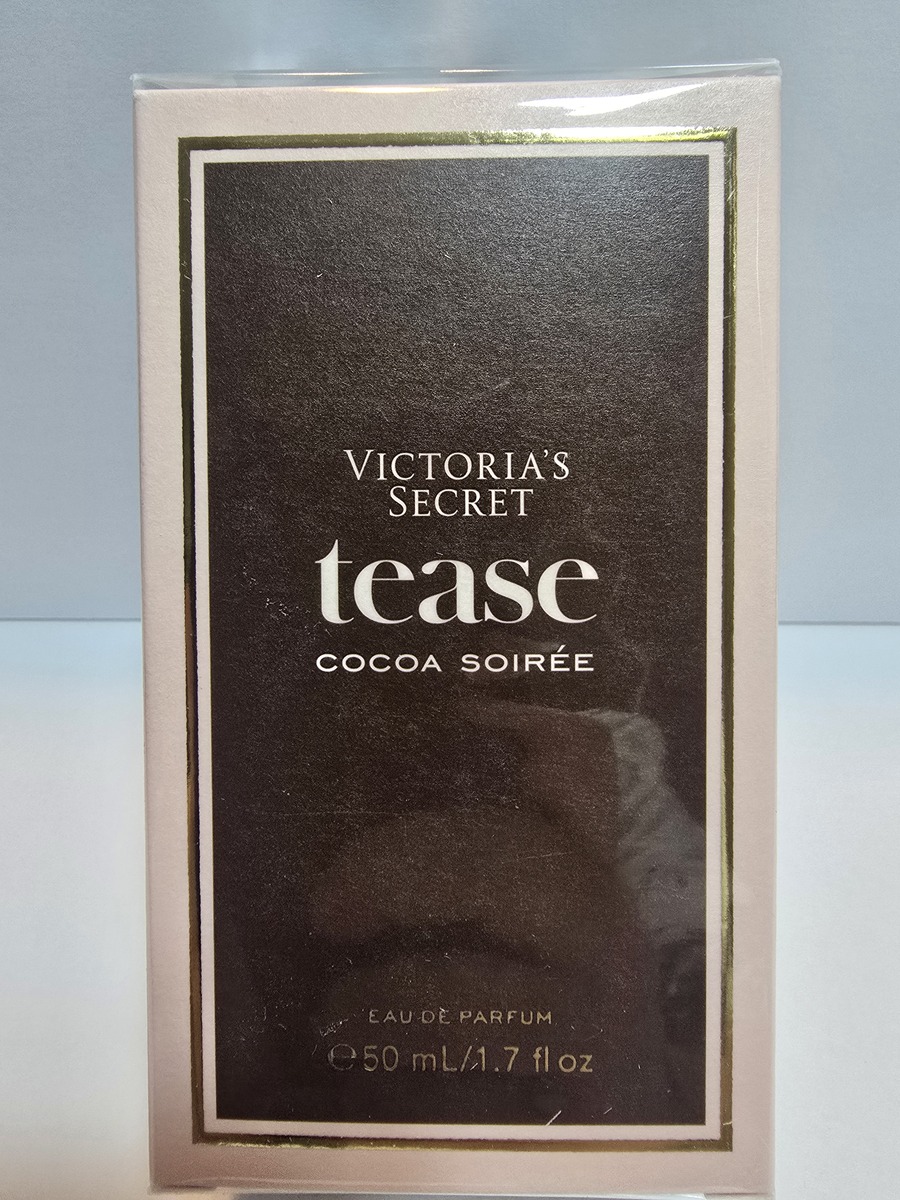 VICTORIA'S
SECRET
tease
COCOA SOIRÉE
EAU DE PARFUM
℮50 mL/1.7 fl oz